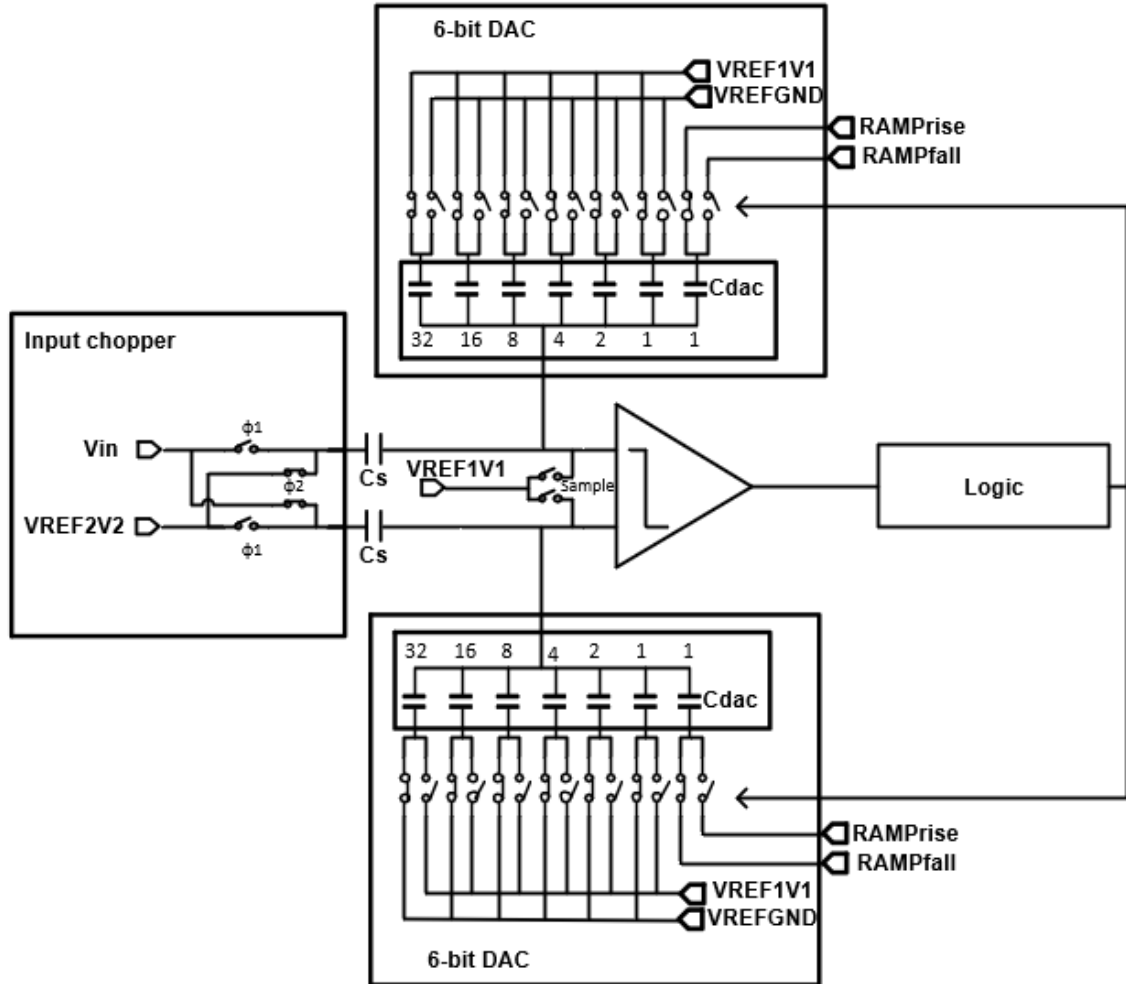 6-bit DAC
VREF1V1
VREFGND
RAMPrise
RAMPfall
Cdac
32 16 8 4 2 1 1
Input chopper
Vin
ϕ1
Cs
VREF1V1
ϕ2
Sample
Logic
VREF2V2
ϕ1
Cs
32 16 8 4 2 1 1
Cdac
RAMPrise
RAMPfall
VREF1V1
VREFGND
6-bit DAC